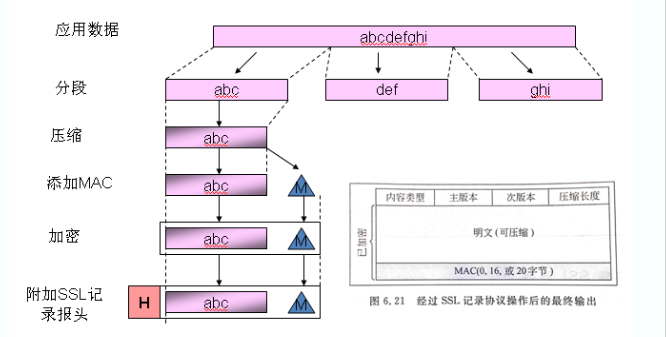 应用数据
abcdefghi
分段
abc
def
ghi
压缩
abc
添加MAC
abc
M
加密
abc
M
附加SSL记
录报头
H
abc
M
内容类型 主版本 次版本 压缩长度
已加密
明文(可压缩)
MAC(0, 16, 或 20字节)
图 6.21 经过 SSL 记录协议操作后的最终输出